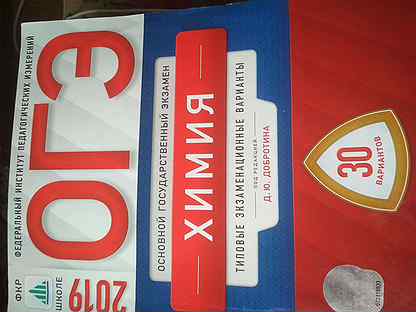 ФЕДЕРАЛЬНЫЙ ИНСТИТУТ ПЕДАГОГИЧЕСКИХ ИЗМЕРЕНИЙ
ФКР
ШКОЛЕ
ОГЭ
2019
ОСНОВНОЙ ГОСУДАРСТВЕННЫЙ ЭКЗАМЕН
ХИМИЯ
ТИПОВЫЕ ЭКЗАМЕНАЦИОННЫЕ ВАРИАНТЫ
ПОД РЕДАКЦИЕЙ
Д. Ю. ДОБРОТИНА
30
ВАРИАНТОВ